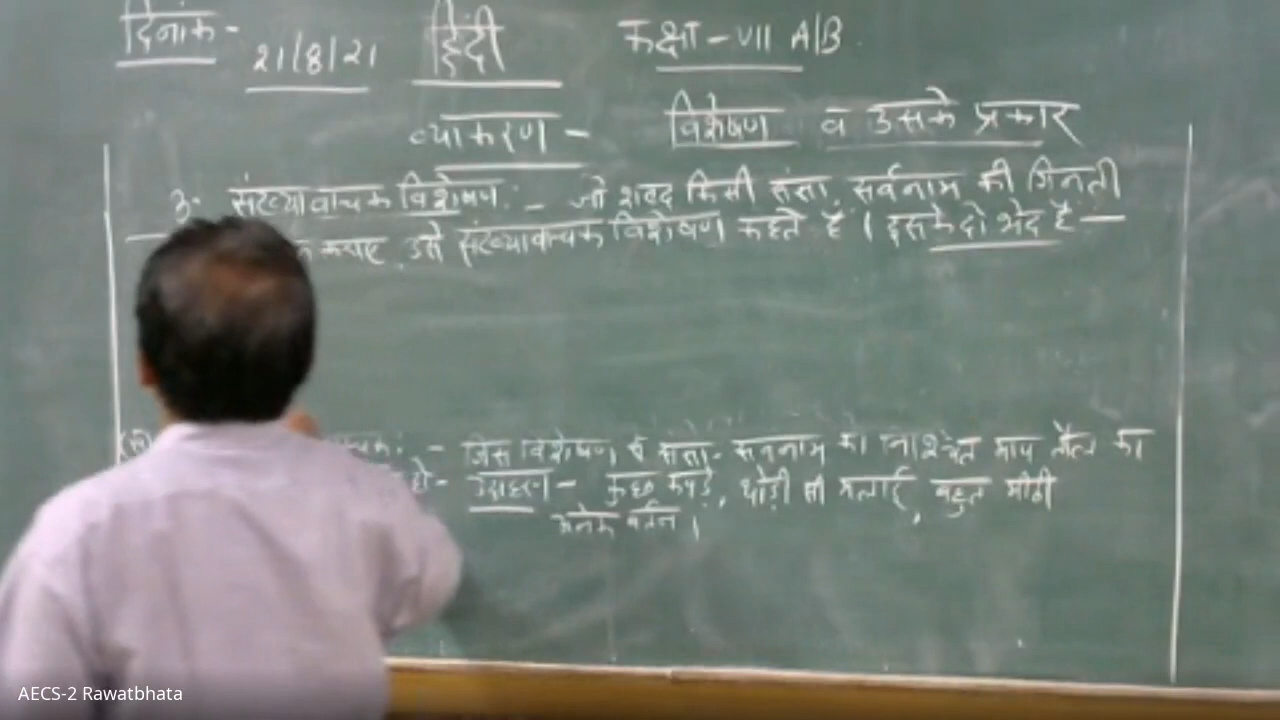 दिनांक- 21/8/21 हिंदी कक्षा - VII A|B
व्याकरण - विशेषण व उसके प्रकार
3. संख्यावाचक विशेषण :- जो शब्द किसी संज्ञा, सर्वनाम की गिनती
कराए, उसे संख्यावाचक विशेषण कहते हैं। इसके दो भेद हैं —
- जिस विशेषण से संज्ञा- सर्वनाम का माप तौल का
उदाहरण - कुछ कपड़े, थोड़ी सी मलाई, बहुत मीठी
अनेक बर्तन।
AECS-2 Rawatbhata